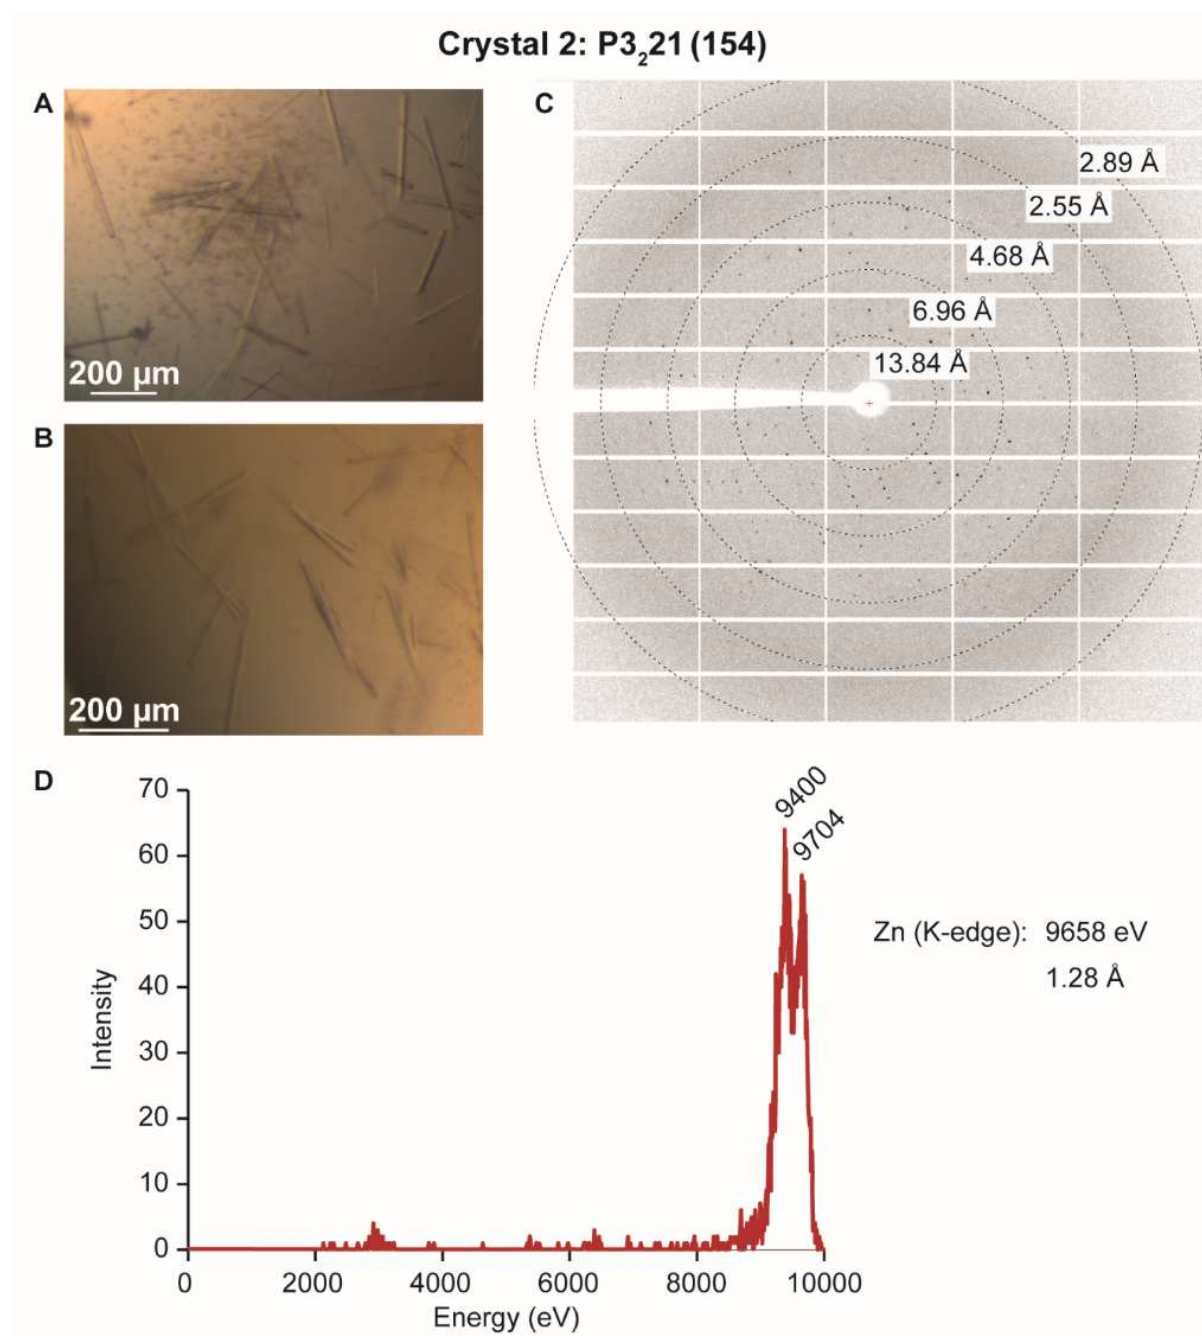 Crystal 2: P3₂21 (154)
A
200 µm
B
200 µm
C
2.89 Å
2.55 Å
4.68 Å
6.96 Å
13.84 Å
D
70
60
50
40
30
20
10
0
Intensity
9400
9704
Zn (K-edge): 9658 eV
1.28 Å
0
2000
4000
6000
8000
10000
Energy (eV)